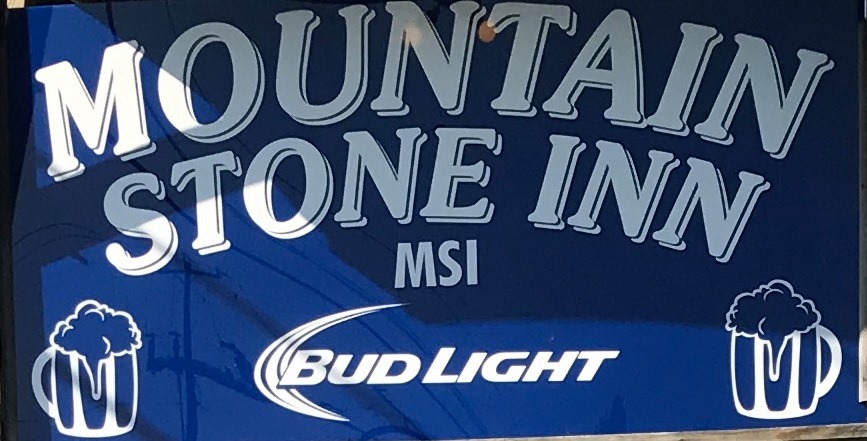 MOUNTAIN
STONE INN
MSI
BUD LIGHT